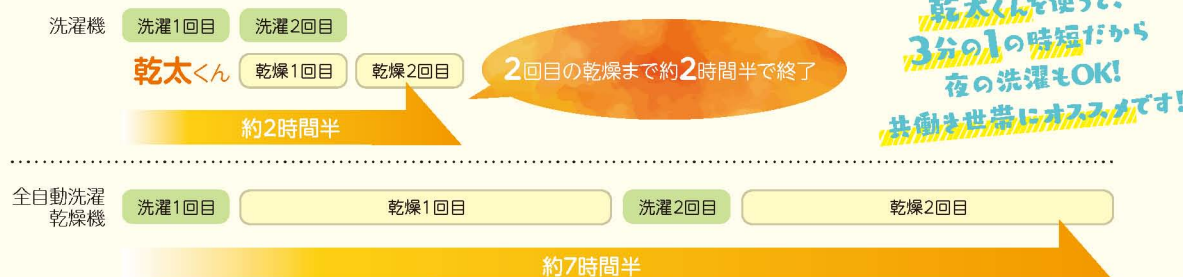 洗濯機 洗濯1回目 洗濯2回目
乾太くん 乾燥1回目 乾燥2回目
2回目の乾燥まで約2時間半で終了
約2時間半
乾太くんを使うと、
3分の1の時短だから
夜の洗濯もOK!
共働き世帯にオススメです!
全自動洗濯
乾燥機
洗濯1回目 乾燥1回目 洗濯2回目 乾燥2回目
約7時間半